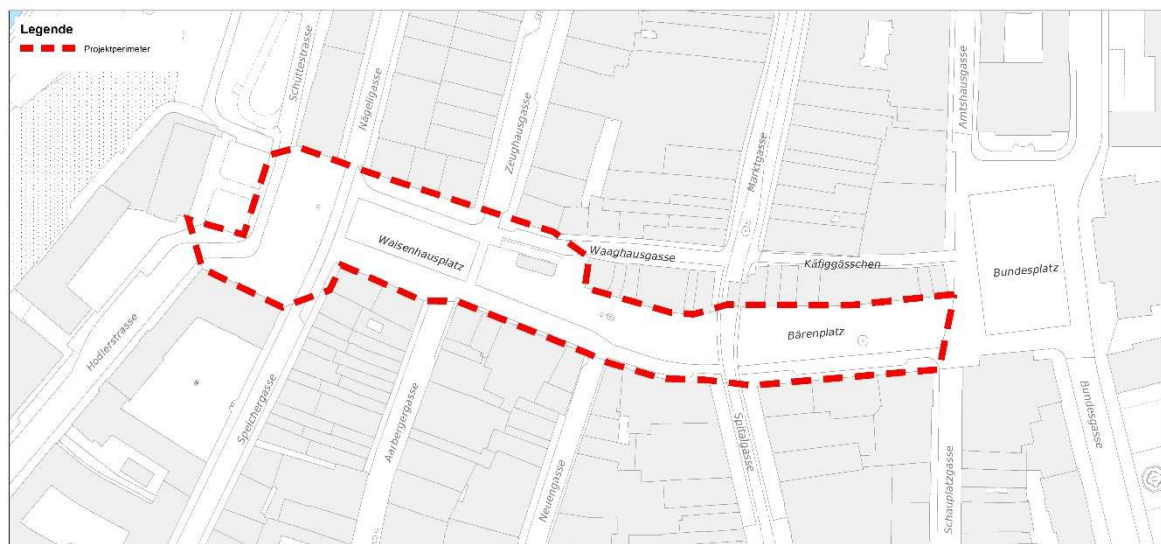 Legende
Projektperimeter
Schüttestrasse
Nägeligasse
Zeughausgasse
Marktgasse
Amtshausgasse
Waisenhausplatz
Waaghausgasse
Käfiggässchen
Bundesplatz
Bärenplatz
Hodlerstrasse
Speichergasse
Aarbergergasse
Neuengasse
Spitalgasse
Schauplatzgasse
Bundesgasse